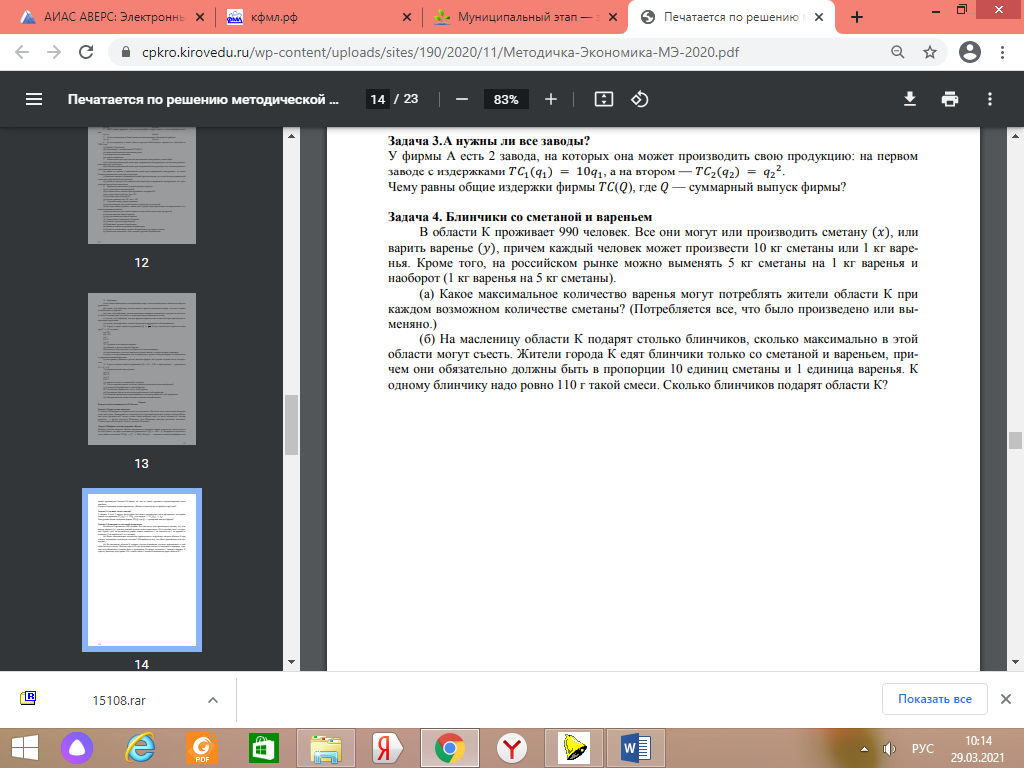 АИАС АВЕРС: Электронны
кфмл.рф
Муниципальный этап —
Печатается по решению
cpkro.kirovedu.ru/wp-content/uploads/sites/190/2020/11/Методичка-Экономика-МЭ-2020.pdf
Печатается по решению методической ...
14 / 23
83%
12
13
14
Задача 3.А нужны ли все заводы?
У фирмы А есть 2 завода, на которых она может производить свою продукцию: на первом
заводе с издержками TC₁(q₁) = 10q₁, а на втором — TC₂(q₂) = q₂².
Чему равны общие издержки фирмы TC(Q), где Q — суммарный выпуск фирмы?
Задача 4. Блинчики со сметаной и вареньем
В области К проживает 990 человек. Все они могут или производить сметану (x), или
варить варенье (y), причем каждый человек может произвести 10 кг сметаны или 1 кг варе-
нья. Кроме того, на российском рынке можно выменять 5 кг сметаны на 1 кг варенья и
наоборот (1 кг варенья на 5 кг сметаны).
(а) Какое максимальное количество варенья могут потреблять жители области К при
каждом возможном количестве сметаны? (Потребляется все, что было произведено или вы-
меняно.)
(б) На масленицу области К подарят столько блинчиков, сколько максимально в этой
области могут съесть. Жители города К едят блинчики только со сметаной и вареньем, при-
чем они обязательно должны быть в пропорции 10 единиц сметаны и 1 единица варенья. К
одному блинчику надо ровно 110 г такой смеси. Сколько блинчиков подарят области К?
15108.rar
Показать все
PDF
РУС
10:14
29.03.2021